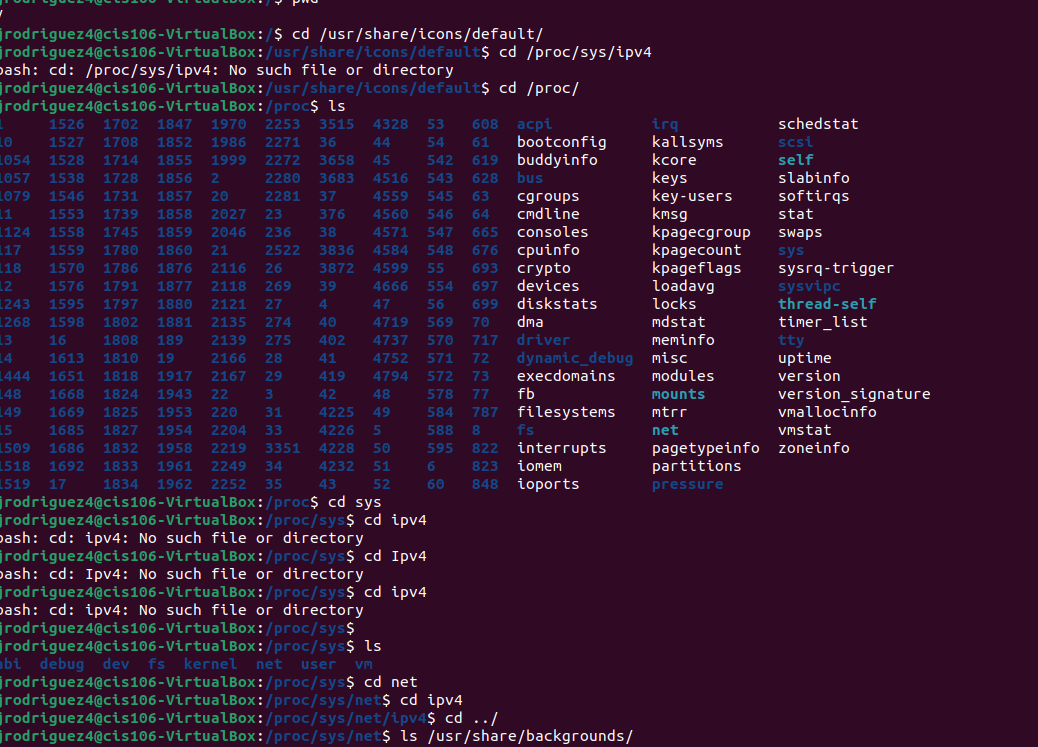 jrodriguez4@cis106-VirtualBox:/$ pwd
/
jrodriguez4@cis106-VirtualBox:/$ cd /usr/share/icons/default/
jrodriguez4@cis106-VirtualBox:/usr/share/icons/default$ cd /proc/sys/ipv4
bash: cd: /proc/sys/ipv4: No such file or directory
jrodriguez4@cis106-VirtualBox:/usr/share/icons/default$ cd /proc/
jrodriguez4@cis106-VirtualBox:/proc$ ls
1 1526 1702 1847 1970 2253 3515 4328 53 608 acpi irq schedstat
10 1527 1708 1852 1986 2271 36 44 54 61 bootconfig kallsyms scsi
1054 1528 1714 1855 1999 2272 3658 45 542 619 buddyinfo kcore self
1057 1538 1728 1856 2 2280 3683 4516 543 628 bus keys slabinfo
1079 1546 1731 1857 20 2281 37 4559 545 63 cgroups key-users softirqs
11 1553 1739 1858 2027 23 376 4560 546 64 cmdline kmsg stat
1124 1558 1745 1859 2046 236 38 4571 547 665 consoles kpagecgroup swaps
117 1559 1780 1860 21 2522 3836 4584 548 676 cpuinfo kpagecount sys
118 1570 1786 1876 2116 26 3872 4599 55 693 crypto kpageflags sysrq-trigger
12 1576 1791 1877 2118 269 39 4666 554 697 devices loadavg sysvipc
1243 1595 1797 1880 2121 27 4 47 56 699 diskstats locks thread-self
1268 1598 1802 1881 2135 274 40 4719 569 70 dma mdstat timer_list
13 16 1808 189 2139 275 402 4737 570 717 driver meminfo tty
14 1613 1810 19 2166 28 41 4752 571 72 dynamic_debug misc uptime
1444 1651 1818 1917 2167 29 419 4794 572 73 execdomains modules version
148 1668 1824 1943 22 3 42 48 578 77 fb mounts version_signature
149 1669 1825 1953 220 31 4225 49 584 787 filesystems mtrr vmallocinfo
15 1685 1827 1954 2204 33 4226 5 588 8 fs net vmstat
1509 1686 1832 1958 2219 3351 4228 50 595 822 interrupts pagetypeinfo zoneinfo
1518 1692 1833 1961 2249 34 4232 51 6 823 iomem partitions
1519 17 1834 1962 2252 35 43 52 60 848 ioports pressure
jrodriguez4@cis106-VirtualBox:/proc$ cd sys
jrodriguez4@cis106-VirtualBox:/proc/sys$ cd ipv4
bash: cd: ipv4: No such file or directory
jrodriguez4@cis106-VirtualBox:/proc/sys$ cd Ipv4
bash: cd: Ipv4: No such file or directory
jrodriguez4@cis106-VirtualBox:/proc/sys$ cd ipv4
bash: cd: ipv4: No such file or directory
jrodriguez4@cis106-VirtualBox:/proc/sys$
jrodriguez4@cis106-VirtualBox:/proc/sys$ ls
abi debug dev fs kernel net user vm
jrodriguez4@cis106-VirtualBox:/proc/sys$ cd net
jrodriguez4@cis106-VirtualBox:/proc/sys/net$ cd ipv4
jrodriguez4@cis106-VirtualBox:/proc/sys/net/ipv4$ cd ../
jrodriguez4@cis106-VirtualBox:/proc/sys/net$ ls /usr/share/backgrounds/